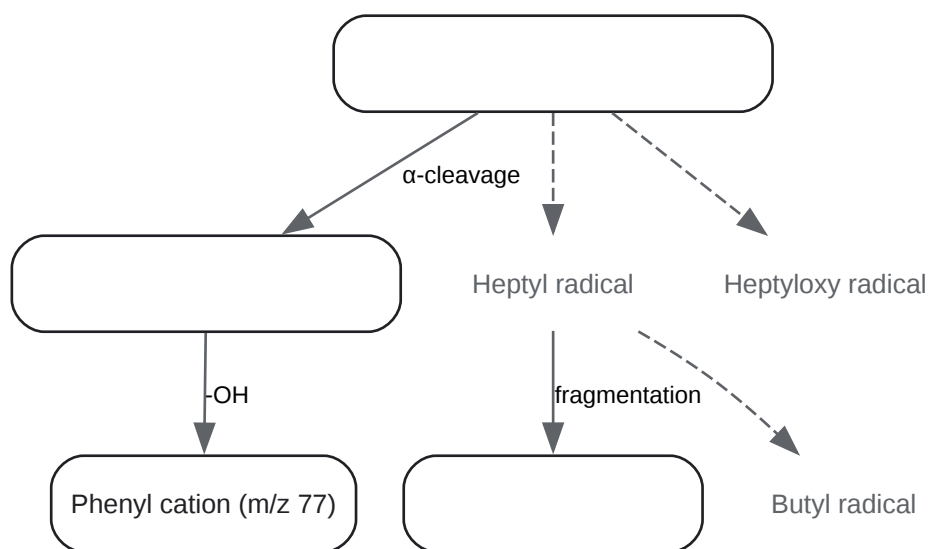 α-cleavage
Heptyl radical
Heptyloxy radical
-OH
fragmentation
Phenyl cation (m/z 77)
Butyl radical